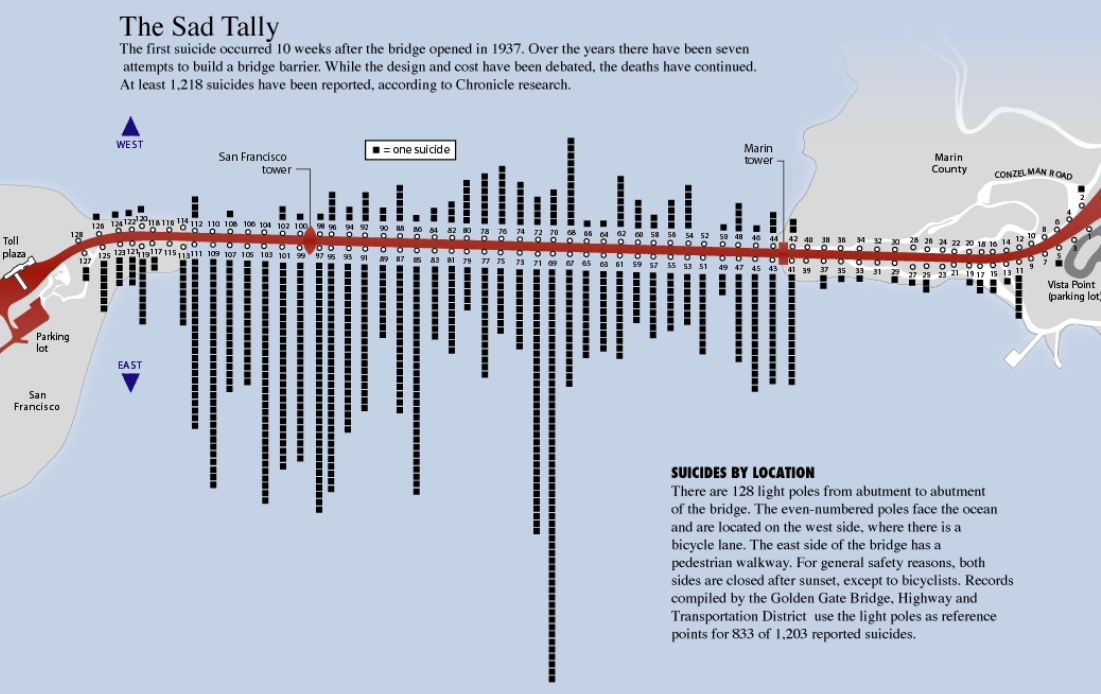 The Sad Tally
The first suicide occurred 10 weeks after the bridge opened in 1937. Over the years there have been seven
attempts to build a bridge barrier. While the design and cost have been debated, the deaths have continued.
At least 1,218 suicides have been reported, according to Chronicle research.
WEST
San Francisco
tower
= one suicide
Marin
tower
Marin
County
CONZELMAN ROAD
Toll
plaza
128 126 124 122 120 118 116 114 112 110 108 106 104 102 100 98 96 94 92 90 88 86 84 82 80 78 76 74 72 70 68 66 64 62 60 58 56 54 52 50 48 46 44 42 40 38 36 34 32 30 28 26 24 22 20 18 16 14 12 10 8 6 4 2
127 125 123 121 119 117 115 113 111 109 107 105 103 101 99 97 95 93 91 89 87 85 83 81 79 77 75 73 71 69 67 65 63 61 59 57 55 53 51 49 47 45 43 41 39 37 35 33 31 29 27 25 23 21 19 17 15 13 11 9 7 5 3 1
Vista Point
(parking lot)
Parking
lot
EAST
San
Francisco
SUICIDES BY LOCATION
There are 128 light poles from abutment to abutment
of the bridge. The even-numbered poles face the ocean
and are located on the west side, where there is a
bicycle lane. The east side of the bridge has a
pedestrian walkway. For general safety reasons, both
sides are closed after sunset, except to bicyclists. Records
compiled by the Golden Gate Bridge, Highway and
Transportation District use the light poles as reference
points for 833 of 1,203 reported suicides.